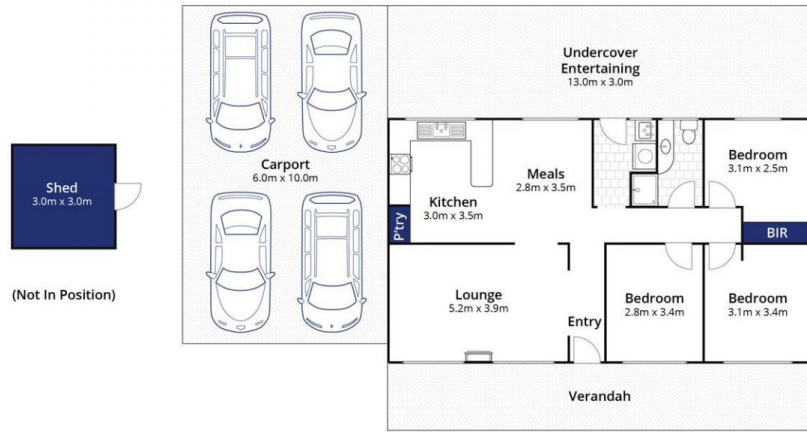 Undercover
Entertaining
13.0m x 3.0m
Carport
6.0m x 10.0m
Shed
3.0m x 3.0m
(Not In Position)
Meals
2.8m x 3.5m
Kitchen
3.0m x 3.5m
P'try
Bedroom
3.1m x 2.5m
BIR
Lounge
5.2m x 3.9m
Entry
Bedroom
2.8m x 3.4m
Bedroom
3.1m x 3.4m
Verandah